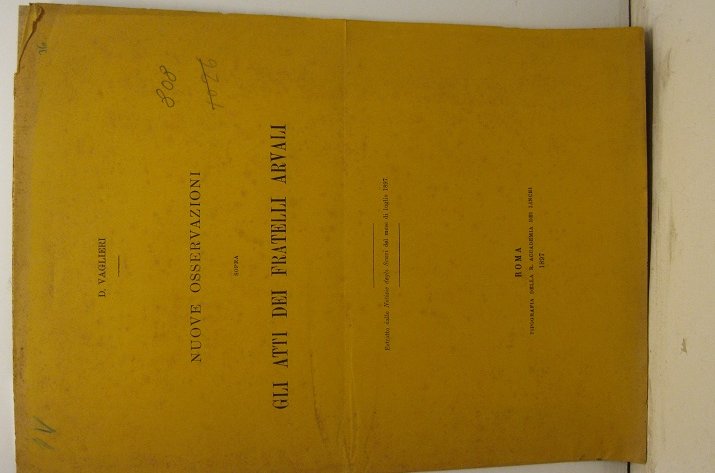 D. VAGLIERI
NUOVE OSSERVAZIONI
SOPRA
GLI ATTI DEI FRATELLI ARVALI
Estratto dalle Notizie degli Scavi del mese di luglio 1897
ROMA
TIPOGRAFIA DELLA R. ACCADEMIA DEI LINCEI
1897
808